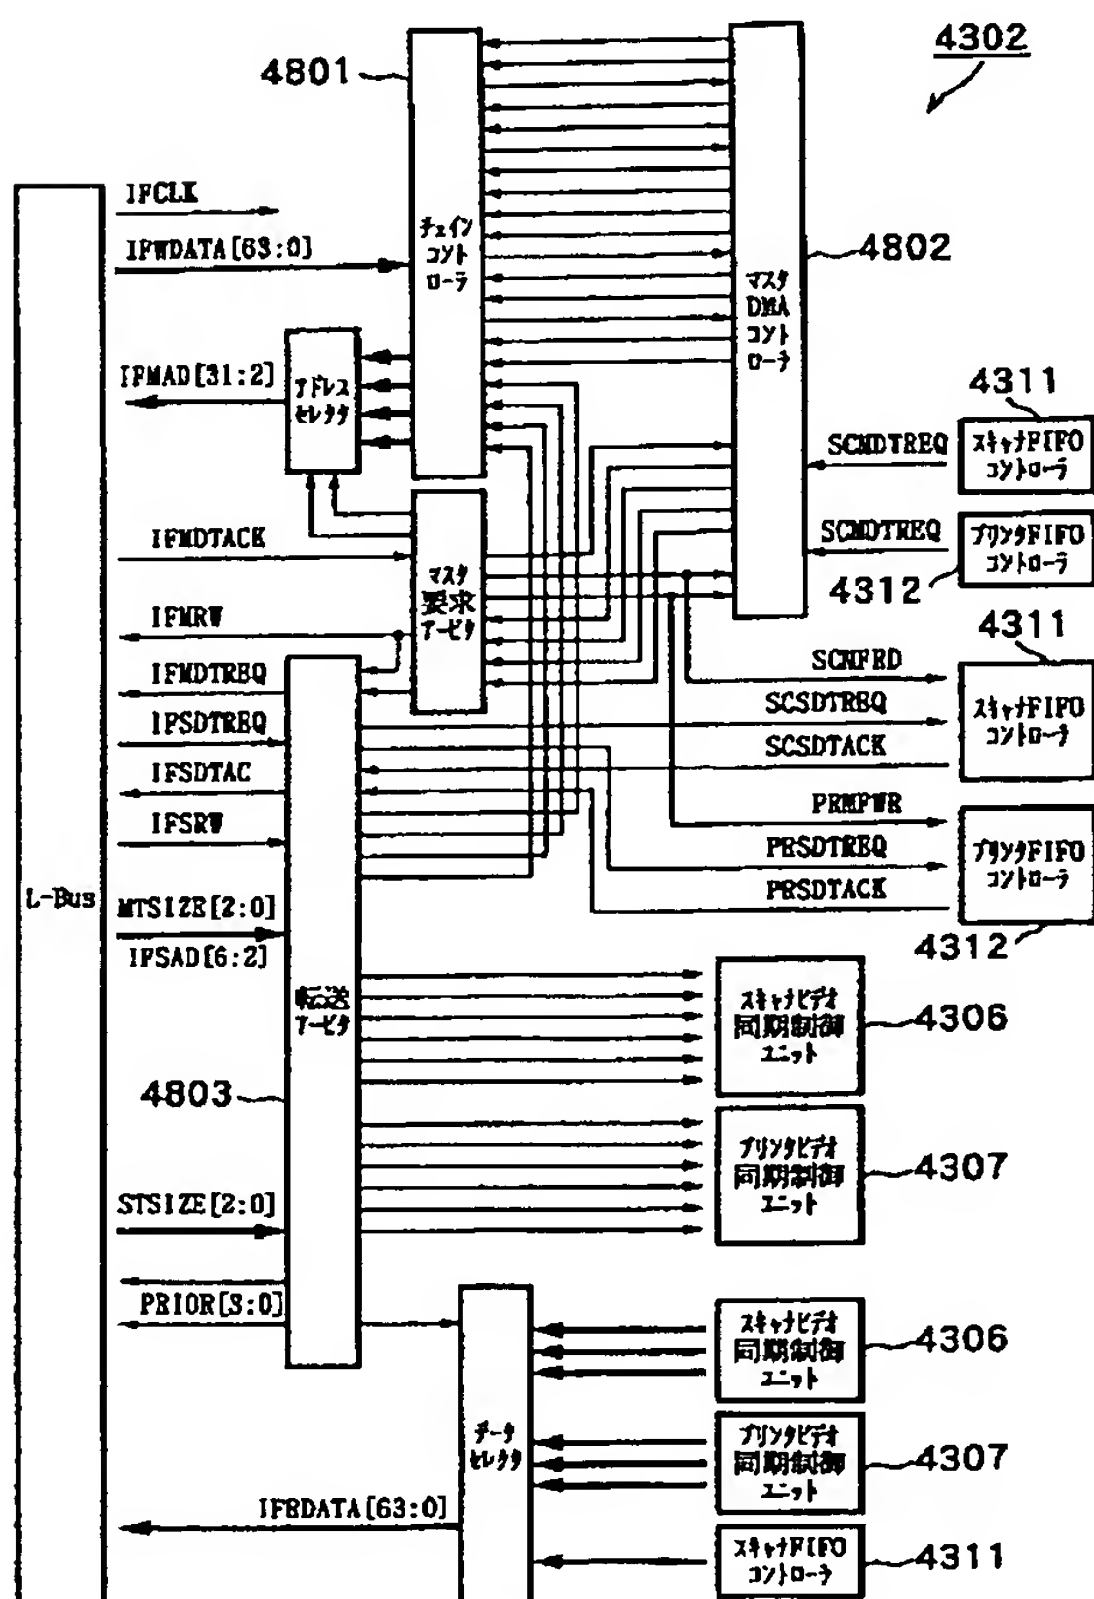 4302
4801
IFCLK
IFWDATA[63:0]
チェイン
コント
ローラ
4802
マスタ
DMA
コント
ローラ
IFMAD[31:2]
アドレス
セレクタ
4311
SCMDTREQ
スキャナFIFO
コントローラ
IFMDTACK
SCMDTREQ
プリンタFIFO
コントローラ
4312
マスタ
要求
アービタ
IFMRW
4311
IFMDTREQ
SCMFRD
IFSDTREQ
SCSDTREQ
スキャナFIFO
コントローラ
IFSDTAC
SCSDTACK
IFSRW
PRMFWR
PRSDTREQ
プリンタFIFO
コントローラ
L-Bus
MTSIZE[2:0]
PRSDTACK
4312
IFSAD[6:2]
転送
アービタ
スキャナビデオ
同期制御
ユニット
4306
4803
プリンタビデオ
同期制御
ユニット
4307
STSIZE[2:0]
PRIOR[3:0]
スキャナビデオ
同期制御
ユニット
4306
データ
セレクタ
プリンタビデオ
同期制御
ユニット
4307
IFRDATA[63:0]
スキャナFIFO
コントローラ
4311